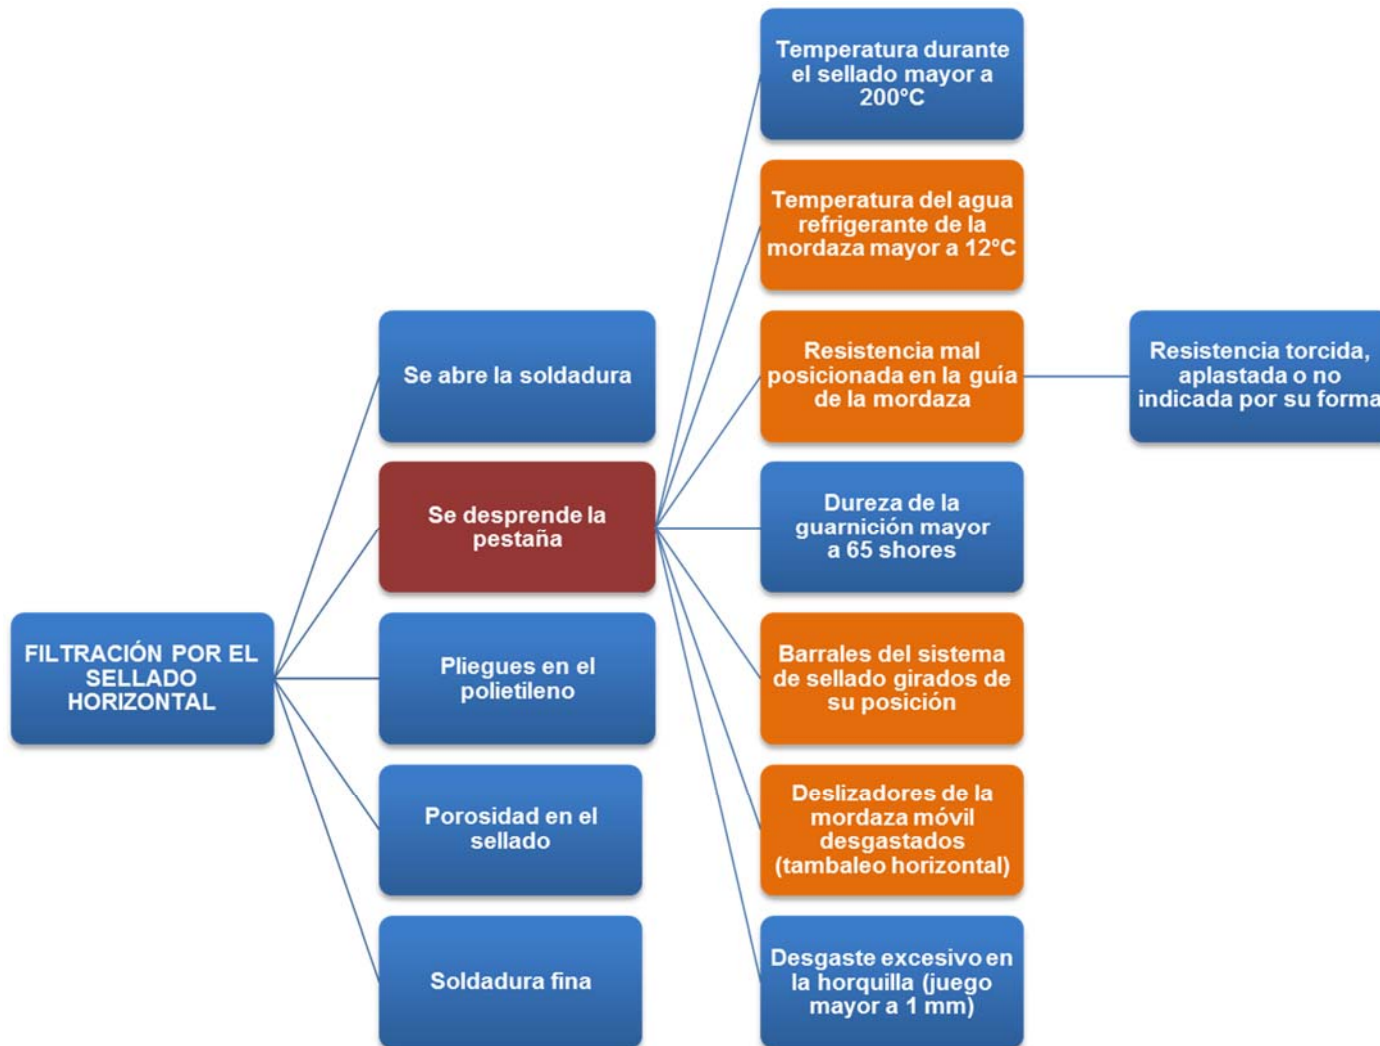 FILTRACIÓN POR EL
SELLADO
HORIZONTAL
Se abre la soldadura
Se desprende la
pestaña
Pliegues en el
polietileno
Porosidad en el
sellado
Soldadura fina
Temperatura durante
el sellado mayor a
200°C
Temperatura del agua
refrigerante de la
mordaza mayor a 12°C
Resistencia mal
posicionada en la guía
de la mordaza
Dureza de la
guarnición mayor
a 65 shores
Barrales del sistema
de sellado girados de
su posición
Deslizadores de la
mordaza móvil
desgastados
(tambaleo horizontal)
Desgaste excesivo en
la horquilla (juego
mayor a 1 mm)
Resistencia torcida,
aplastada o no
indicada por su forma